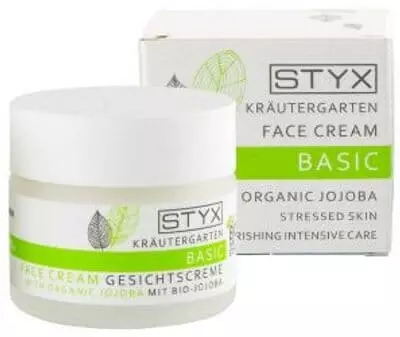 STYX
KRÄUTERGARTEN
FACE CREAM
BASIC
ORGANIC JOJOBA
STRESSED SKIN
RISHING INTENSIVE CARE
STYX
KRÄUTERGARTEN
BASIC
FACE CREAM GESICHTSCREME
WITH ORGANIC JOJOBA MIT BIO-JOJOBA